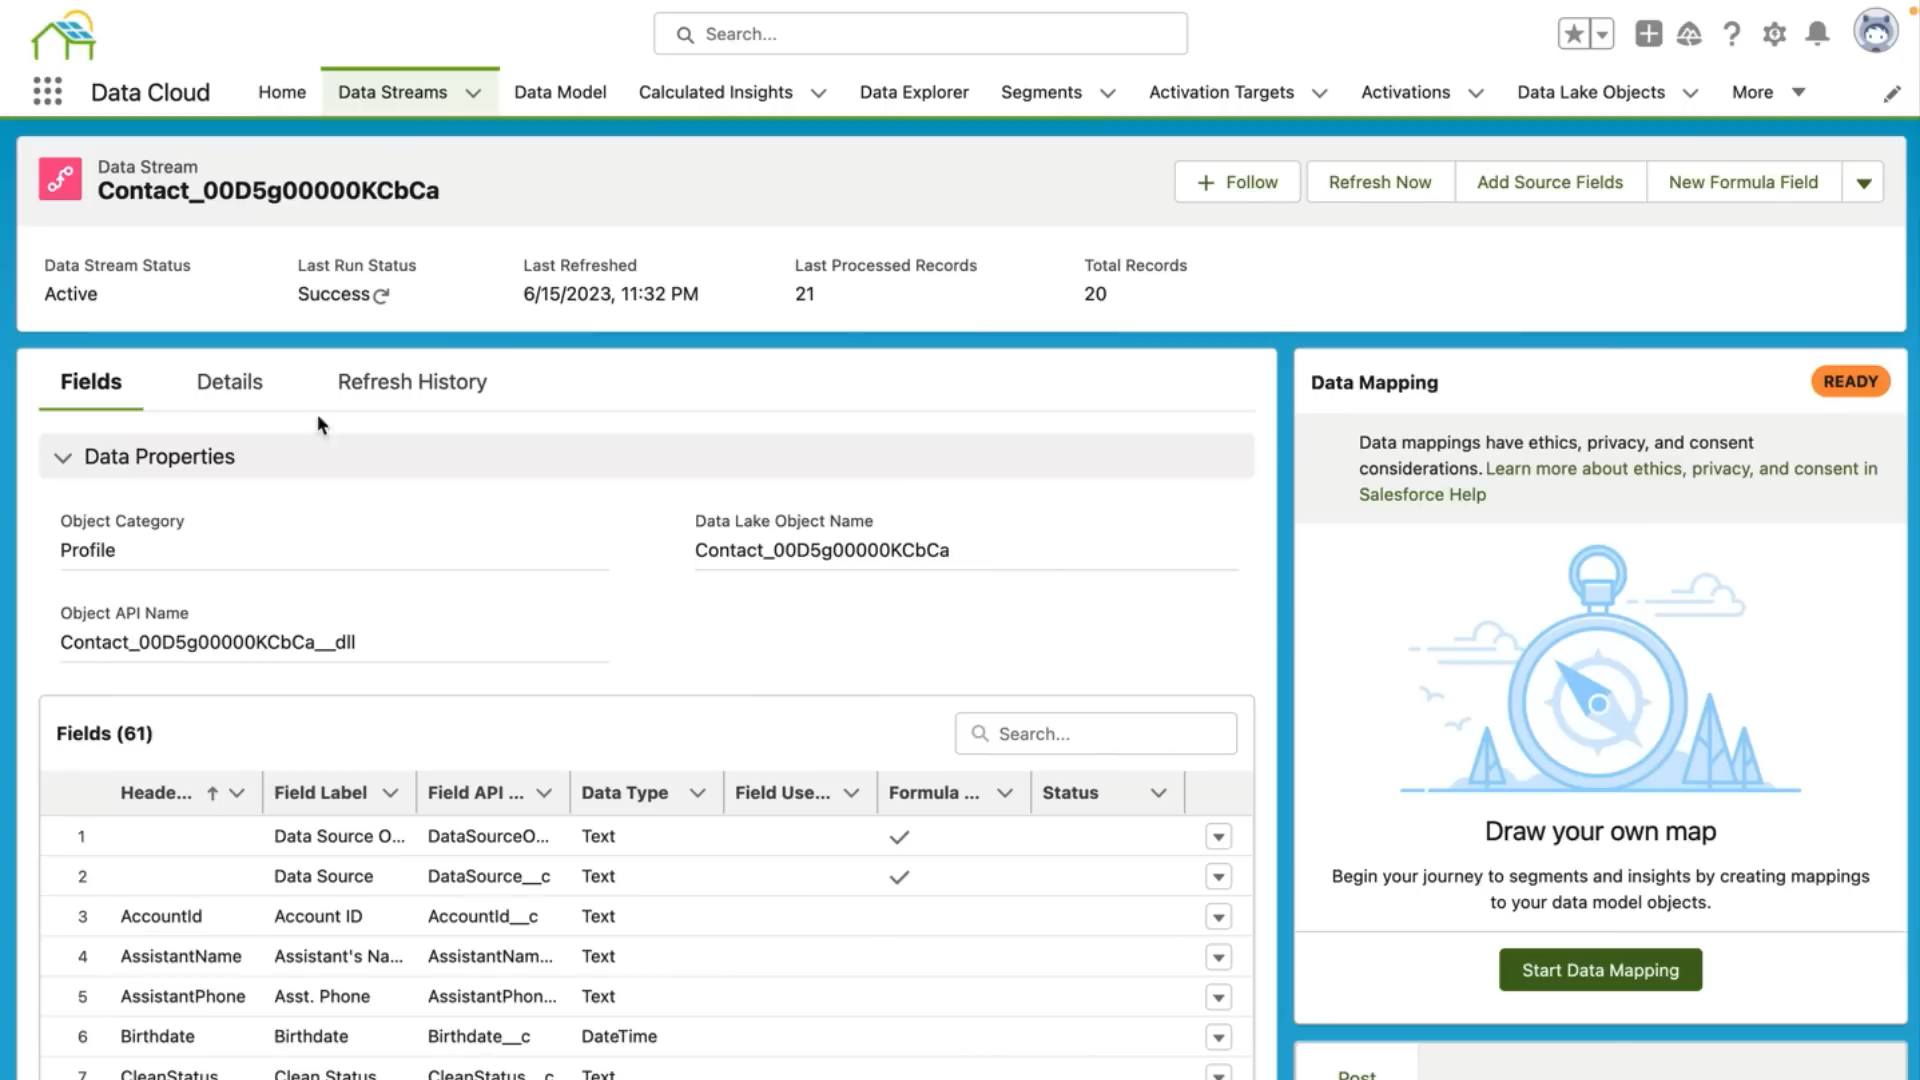 Search...
Data Cloud
Home
Data Streams
Data Model
Calculated Insights
Data Explorer
Segments
Activation Targets
Activations
Data Lake Objects
More
Data Stream
Contact_00D5g00000KCbCa
Follow
Refresh Now
Add Source Fields
New Formula Field
Data Stream Status
Active
Last Run Status
Success
Last Refreshed
6/15/2023, 11:32 PM
Last Processed Records
21
Total Records
20
Fields
Details
Refresh History
Data Properties
Object Category
Profile
Data Lake Object Name
Contact_00D5g00000KCbCa
Object API Name
Contact_00D5g00000KCbCa__dll
Fields (61)
Search...
Heade... Field Label Field API ... Data Type Field Use... Formula ... Status
1 Data Source O... DataSourceO... Text
2 Data Source DataSource__c Text
3 AccountId Account ID AccountId__c Text
4 AssistantName Assistant's Na... AssistantNam... Text
5 AssistantPhone Asst. Phone AssistantPhon... Text
6 Birthdate Birthdate Birthdate__c DateTime
7 CleanStatus Clean Status CleanStatus__c Text
Data Mapping
READY
Data mappings have ethics, privacy, and consent
considerations. Learn more about ethics, privacy, and consent in
Salesforce Help
Draw your own map
Begin your journey to segments and insights by creating mappings
to your data model objects.
Start Data Mapping
Post